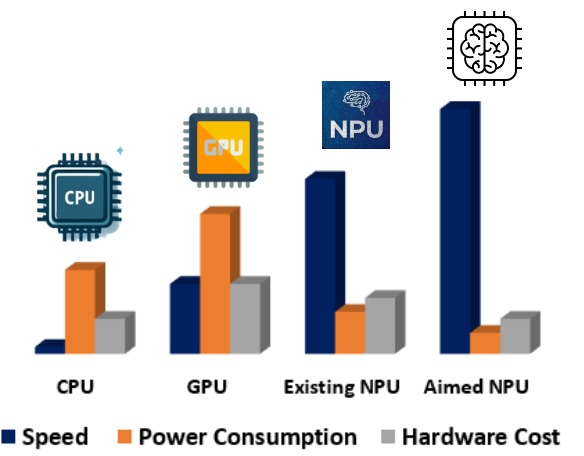 NPU
GPU
CPU
CPU GPU Existing NPU Aimed NPU
Speed Power Consumption Hardware Cost